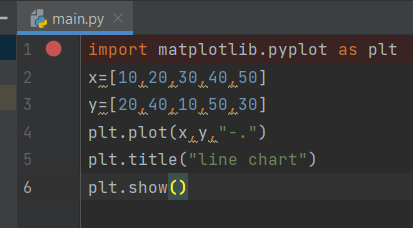 main.py
1 import matplotlib.pyplot as plt
2 x=[10,20,30,40,50]
3 y=[20,40,10,50,30]
4 plt.plot(x,y,"-.")
5 plt.title("line chart")
6 plt.show()